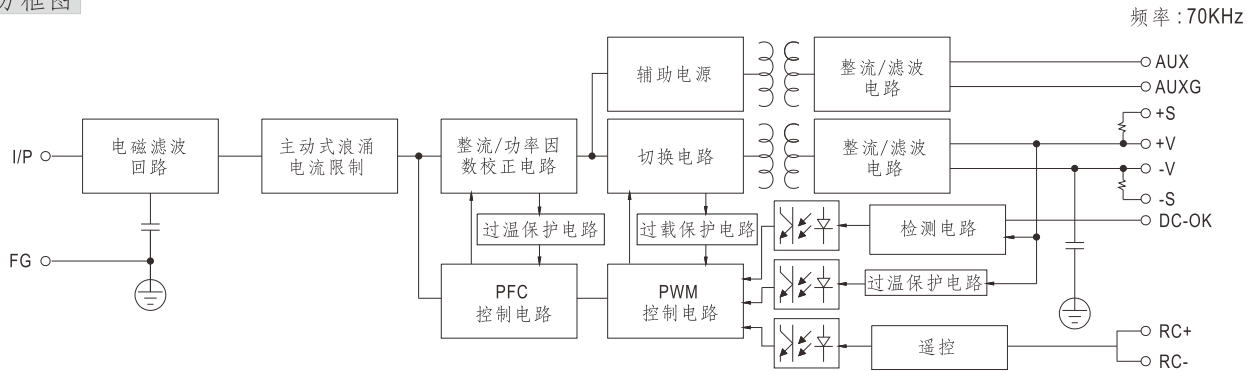 方框图
频率 : 70KHz
辅助电源
整流/滤波
电路
AUX
AUXG
+S
I/P
电磁滤波
回路
主动式浪涌
电流限制
整流/功率因
数校正电路
切换电路
整流/滤波
电路
+V
-V
-S
过温保护电路
过载保护电路
检测电路
DC-OK
FG
PFC
控制电路
PWM
控制电路
过温保护电路
遥控
RC+
RC-